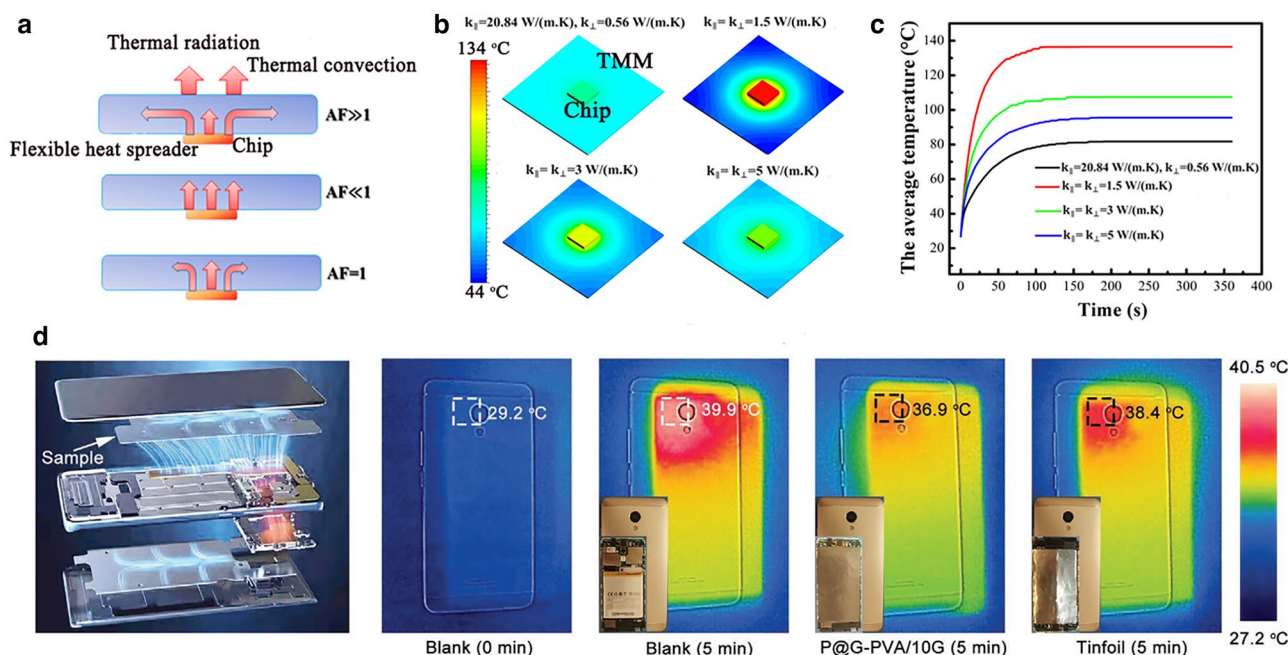 a
Thermal radiation
Thermal convection
AF≫1
Flexible heat spreader
Chip
AF≪1
AF=1
b
k∥=20.84 W/(m.K), k⊥=0.56 W/(m.K)
k∥= k⊥=1.5 W/(m.K)
134 °C
TMM
Chip
k∥= k⊥=3 W/(m.K)
k∥= k⊥=5 W/(m.K)
44 °C
c
The average temperature (°C)
140
120
100
80
60
40
20
k∥=20.84 W/(m.K), k⊥=0.56 W/(m.K)
k∥= k⊥=1.5 W/(m.K)
k∥= k⊥=3 W/(m.K)
k∥= k⊥=5 W/(m.K)
0 50 100 150 200 250 300 350 400
Time (s)
d
Sample
29.2 °C
39.9 °C
36.9 °C
38.4 °C
40.5 °C
27.2 °C
Blank (0 min)
Blank (5 min)
P@G-PVA/10G (5 min)
Tinfoil (5 min)